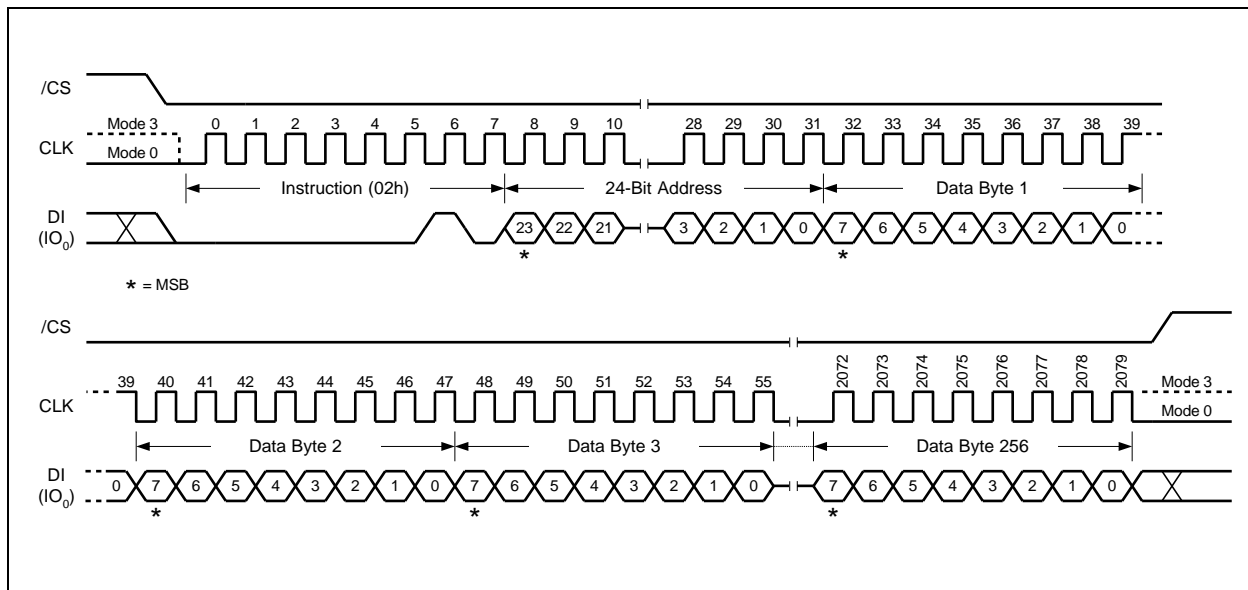 /CS
Mode 3
0 1 2 3 4 5 6 7 8 9 10 28 29 30 31 32 33 34 35 36 37 38 39
CLK
Mode 0
Instruction (02h) 24-Bit Address Data Byte 1
DI
(IO0)
23 22 21 3 2 1 0 7 6 5 4 3 2 1 0
* *
* = MSB
/CS
39 40 41 42 43 44 45 46 47 48 49 50 51 52 53 54 55 2072 2073 2074 2075 2076 2077 2078 2079
Mode 3
CLK
Mode 0
Data Byte 2 Data Byte 3 Data Byte 256
DI
(IO0)
0 7 6 5 4 3 2 1 0 7 6 5 4 3 2 1 0 7 6 5 4 3 2 1 0
* * *